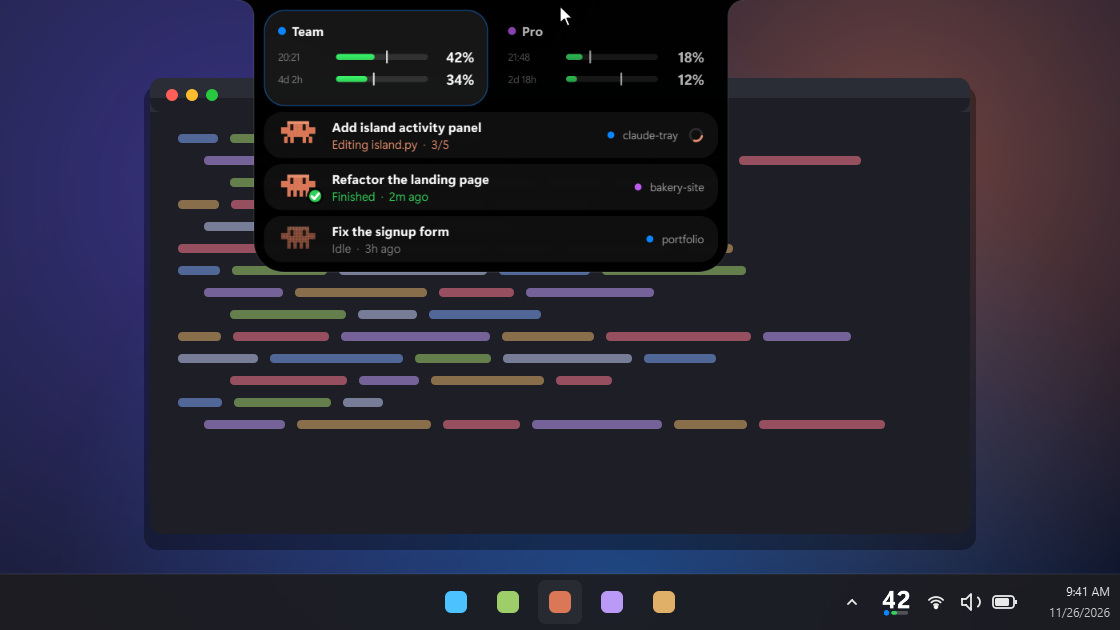 Team
20:21 42%
4d 2h 34%
Pro
21:48 18%
2d 18h 12%
Add island activity panel
Editing island.py · 3/5
claude-tray
Refactor the landing page
Finished · 2m ago
bakery-site
Fix the signup form
Idle · 3h ago
portfolio
42
9:41 AM
11/26/2026